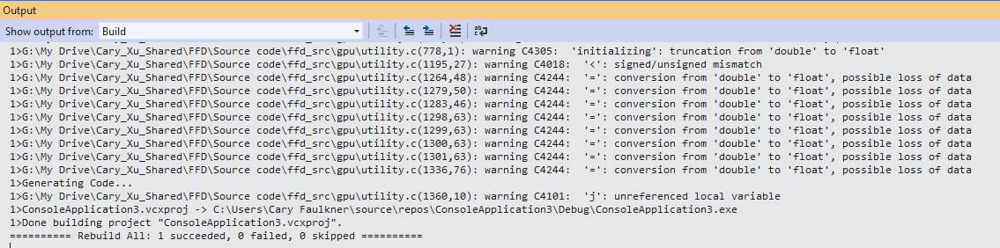 Output
Show output from: Build
1>G:\My Drive\Cary_Xu_Shared\FFD\Source code\ffd_src\gpu\utility.c(778,1): warning C4305:  'initializing': truncation from 'double' to 'float'
1>G:\My Drive\Cary_Xu_Shared\FFD\Source code\ffd_src\gpu\utility.c(1195,27): warning C4018:  '<': signed/unsigned mismatch
1>G:\My Drive\Cary_Xu_Shared\FFD\Source code\ffd_src\gpu\utility.c(1264,48): warning C4244:  '=': conversion from 'double' to 'float', possible loss of data
1>G:\My Drive\Cary_Xu_Shared\FFD\Source code\ffd_src\gpu\utility.c(1279,50): warning C4244:  '=': conversion from 'double' to 'float', possible loss of data
1>G:\My Drive\Cary_Xu_Shared\FFD\Source code\ffd_src\gpu\utility.c(1283,46): warning C4244:  '=': conversion from 'double' to 'float', possible loss of data
1>G:\My Drive\Cary_Xu_Shared\FFD\Source code\ffd_src\gpu\utility.c(1298,63): warning C4244:  '=': conversion from 'double' to 'float', possible loss of data
1>G:\My Drive\Cary_Xu_Shared\FFD\Source code\ffd_src\gpu\utility.c(1299,63): warning C4244:  '=': conversion from 'double' to 'float', possible loss of data
1>G:\My Drive\Cary_Xu_Shared\FFD\Source code\ffd_src\gpu\utility.c(1300,63): warning C4244:  '=': conversion from 'double' to 'float', possible loss of data
1>G:\My Drive\Cary_Xu_Shared\FFD\Source code\ffd_src\gpu\utility.c(1301,63): warning C4244:  '=': conversion from 'double' to 'float', possible loss of data
1>G:\My Drive\Cary_Xu_Shared\FFD\Source code\ffd_src\gpu\utility.c(1336,76): warning C4244:  '=': conversion from 'double' to 'float', possible loss of data
1>Generating Code...
1>G:\My Drive\Cary_Xu_Shared\FFD\Source code\ffd_src\gpu\utility.c(1360,10): warning C4101:  'j': unreferenced local variable
1>ConsoleApplication3.vcxproj -> C:\Users\Cary Faulkner\source\repos\ConsoleApplication3\Debug\ConsoleApplication3.exe
1>Done building project "ConsoleApplication3.vcxproj".
========== Rebuild All: 1 succeeded, 0 failed, 0 skipped ==========